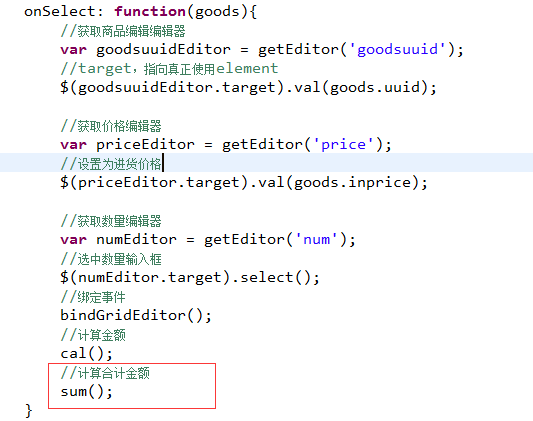 onSelect: function(goods){
//获取商品编辑编辑器
var goodsuuidEditor = getEditor('goodsuuid');
//target，指向真正使用element
$(goodsuuidEditor.target).val(goods.uuid);
//获取价格编辑器
var priceEditor = getEditor('price');
//设置为进货价格
$(priceEditor.target).val(goods.inprice);
//获取数量编辑器
var numEditor = getEditor('num');
//选中数量输入框
$(numEditor.target).select();
//绑定事件
bindGridEditor();
//计算金额
cal();
//计算合计金额
sum();
}